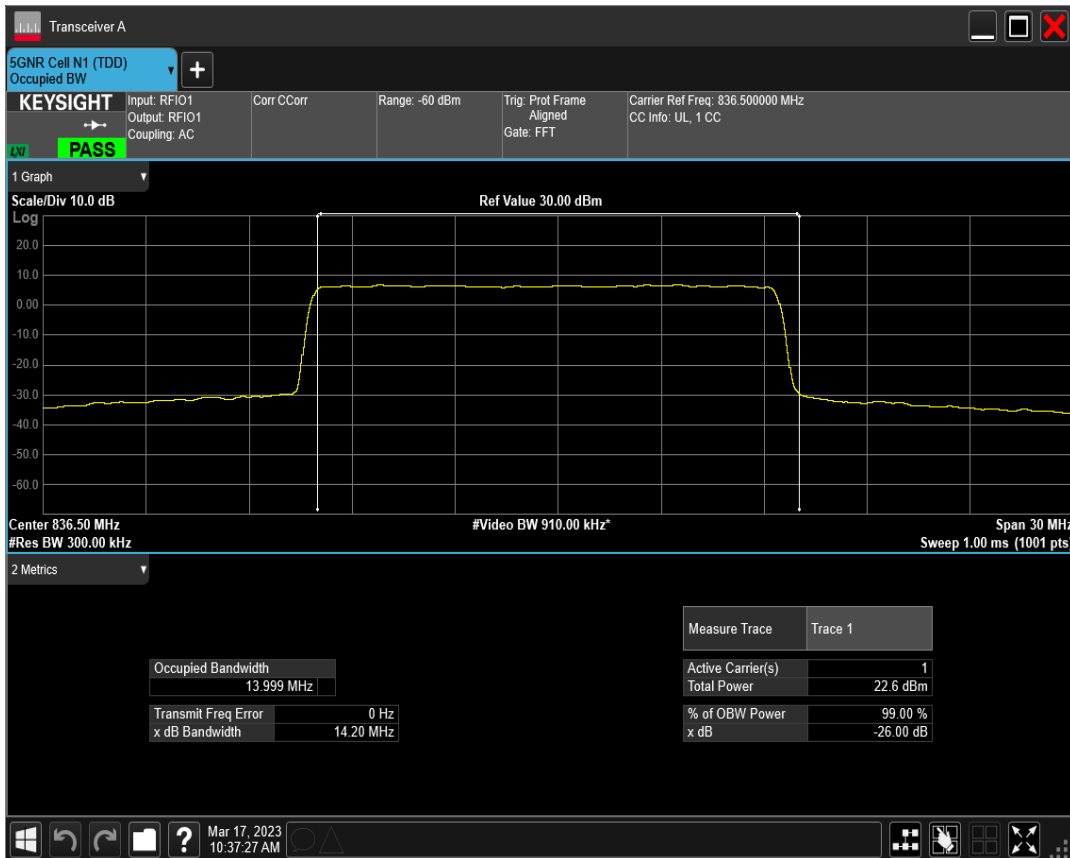 Transceiver A
5GNR Cell N1 (TDD)
Occupied BW
+
KEYSIGHT
LXI
PASS
Input: RFIO1
Output: RFIO1
Coupling: AC
Corr CCorr
Range: -60 dBm
Trig: Prot Frame
Aligned
Gate: FFT
Carrier Ref Freq: 836.500000 MHz
CC Info: UL, 1 CC
1 Graph
Scale/Div 10.0 dB
Ref Value 30.00 dBm
Log
20.0
10.0
0.00
-10.0
-20.0
-30.0
-40.0
-50.0
-60.0
Center 836.50 MHz
#Video BW 910.00 kHz*
Span 30 MHz
#Res BW 300.00 kHz
Sweep 1.00 ms (1001 pts)
2 Metrics
Measure Trace Trace 1
Occupied Bandwidth
13.999 MHz
Active Carrier(s) 1
Total Power 22.6 dBm
Transmit Freq Error 0 Hz
x dB Bandwidth 14.20 MHz
% of OBW Power 99.00 %
x dB -26.00 dB
?
Mar 17, 2023
10:37:27 AM